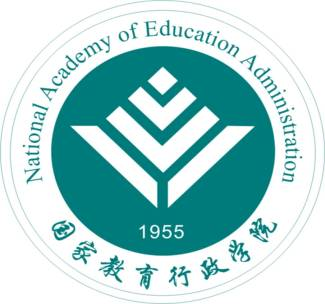 National Academy of Education Administration
1955
国家教育行政学院